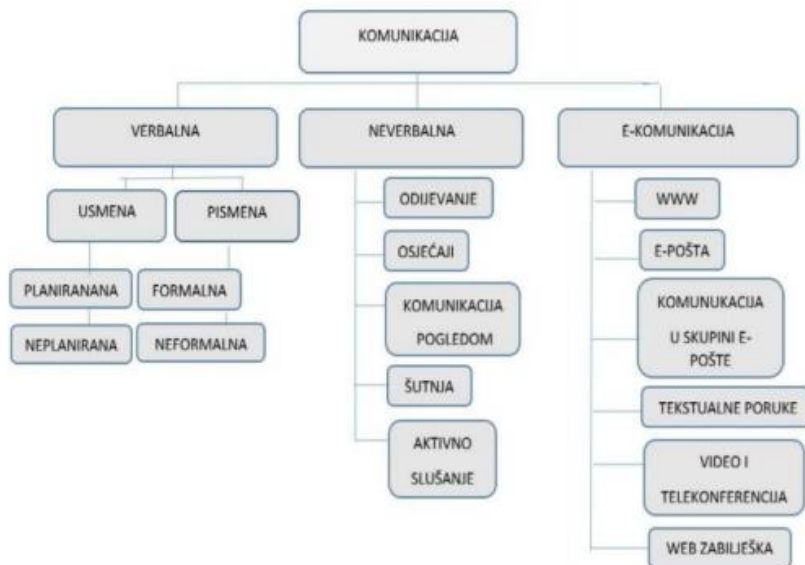 KOMUNIKACIJA
VERBALNA
NEVERBALNA
E-KOMUNIKACIJA
USMENA
PISMENA
PLANIRANANA
FORMALNA
NEPLANIRANA
NEFORMALNA
ODIJEVANJE
OSJEĆAJI
KOMUNIKACIJA
POGLEDOM
ŠUTNJA
AKTIVNO
SLUŠANJE
WWW
E-POŠTA
KOMUNUKACIJA
U SKUPINI E-
POŠTE
TEKSTUALNE PORUKE
VIDEO I
TELEKONFERENCIJA
WEB ZABILJEŠKA